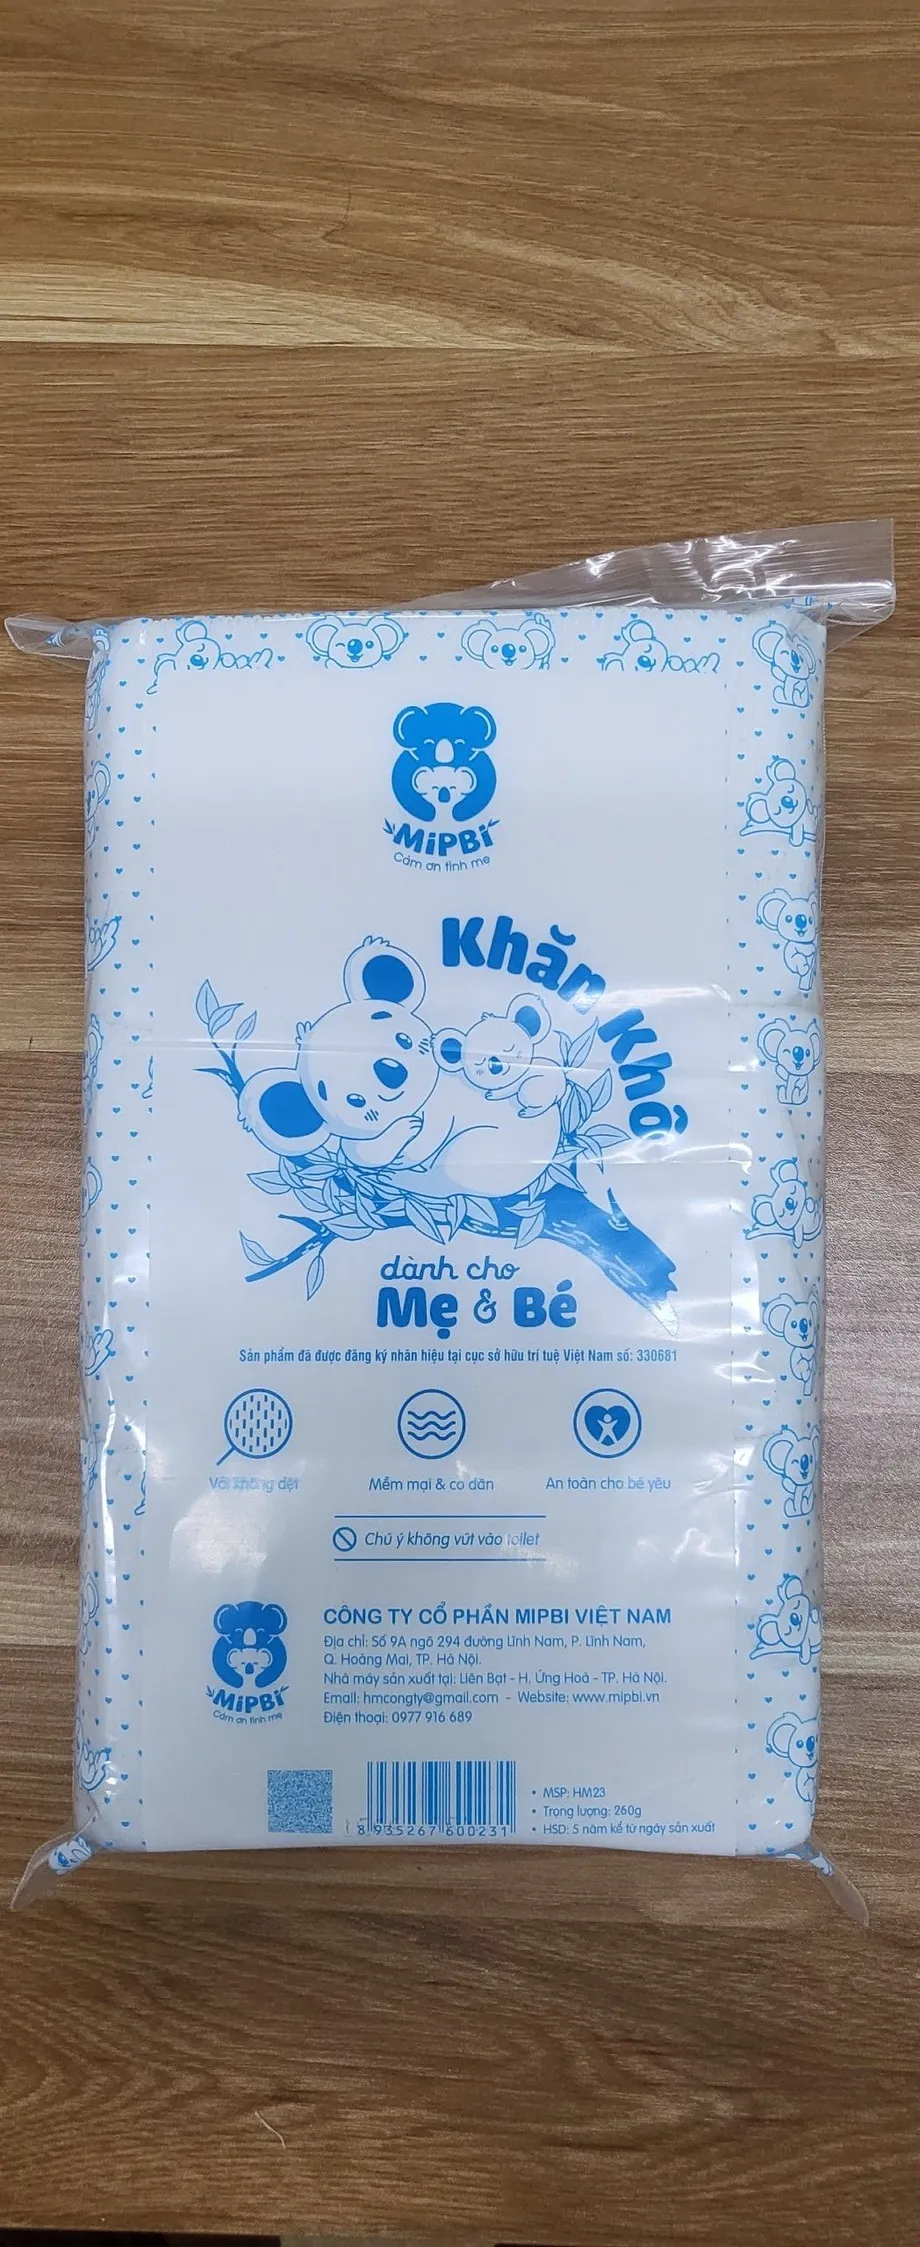 MiPBi
Cảm ơn tình mẹ
Khăn Khô
dành cho
Mẹ & Bé
Sản phẩm đã được đăng ký nhãn hiệu tại cục sở hữu trí tuệ Việt Nam số: 330681
Vải không dệt
Mềm mại & co dãn
An toàn cho bé yêu
Chú ý không vứt vào toilet
CÔNG TY CỔ PHẦN MIPBI VIỆT NAM
Địa chỉ: Số 9A ngõ 294 đường Lĩnh Nam, P. Lĩnh Nam,
Q. Hoàng Mai, TP. Hà Nội.
Nhà máy sản xuất tại: Liên Bạt - H. Ứng Hoà - TP. Hà Nội.
Email: hmcongty@gmail.com - Website: www.mipbi.vn
Điện thoại: 0977 916 689
MiPBi
Cảm ơn tình mẹ
8 935267 600231
• MSP: HM23
• Trọng lượng: 260g
• HSD: 5 năm kể từ ngày sản xuất